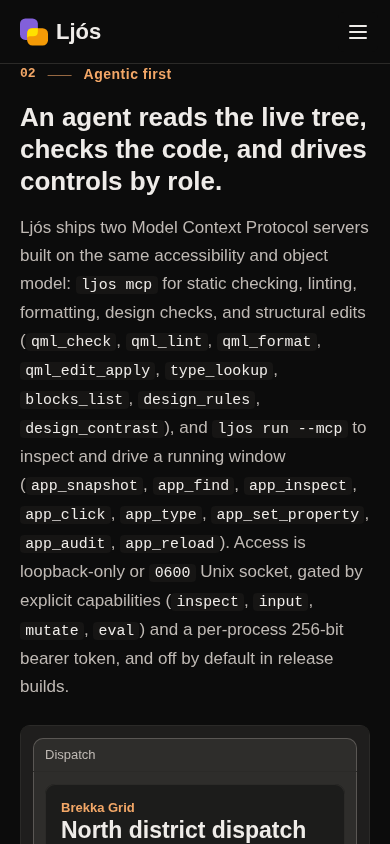 Ljós
02 Agentic first
An agent reads the live tree,
checks the code, and drives
controls by role.
Ljós ships two Model Context Protocol servers
built on the same accessibility and object
model: ljos mcp for static checking, linting,
formatting, design checks, and structural edits
(qml_check, qml_lint, qml_format,
qml_edit_apply, type_lookup,
blocks_list, design_rules,
design_contrast), and ljos run --mcp to
inspect and drive a running window
(app_snapshot, app_find, app_inspect,
app_click, app_type, app_set_property,
app_audit, app_reload). Access is
loopback-only or 0600 Unix socket, gated by
explicit capabilities (inspect, input,
mutate, eval) and a per-process 256-bit
bearer token, and off by default in release
builds.
Dispatch
Brekka Grid
North district dispatch